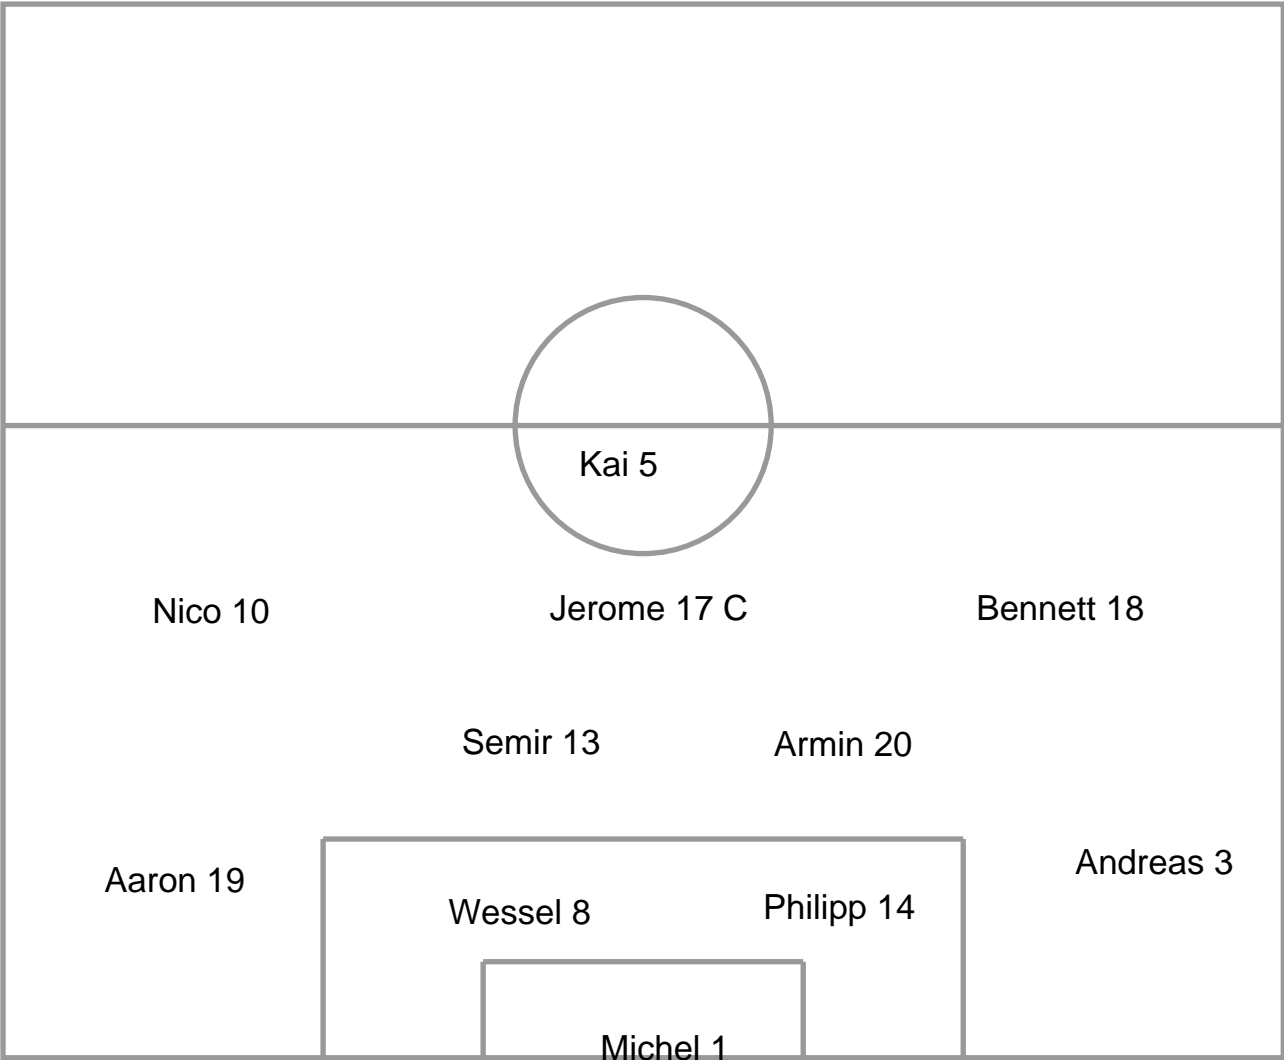 Kai 5
Nico 10
Jerome 17 C
Bennett 18
Semir 13
Armin 20
Aaron 19
Andreas 3
Wessel 8
Philipp 14
Michel 1